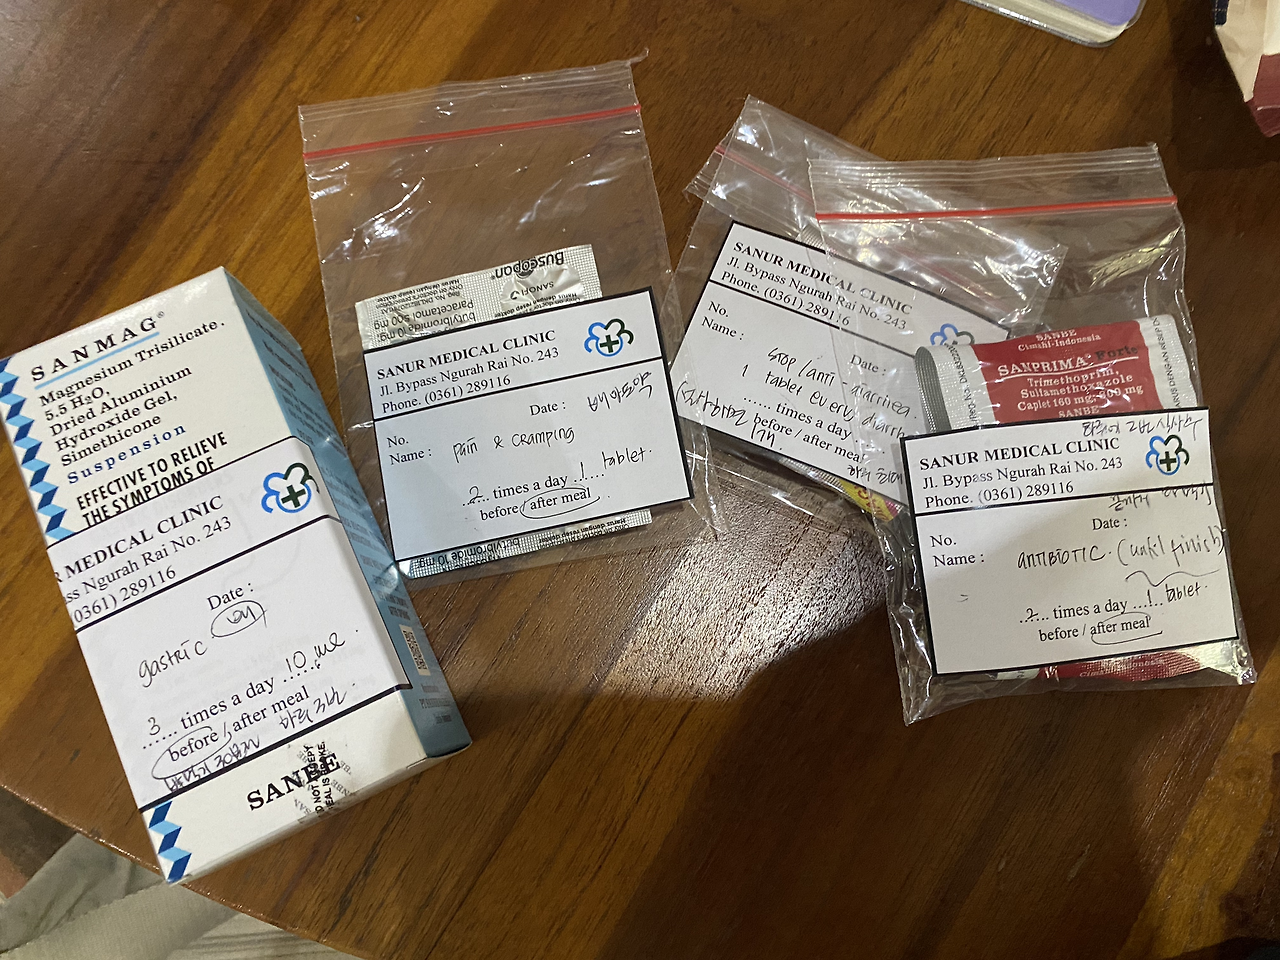 SANMAG®
Magnesium Trisilicate.
5.5 H₂O,
Dried Aluminium
Hydroxide Gel,
Simethicone
Suspension
EFFECTIVE TO RELIEVE
THE SYMPTOMS OF
MEDICAL CLINIC
ss Ngurah Rai No. 243
(0361) 289116
Date :
gastric
3 times a day 10 ml
before / after meal
SANBE
Buscopan®
SANOFI
butylbromida 10 mg
Paracetamol 500 mg
SANUR MEDICAL CLINIC
Jl. Bypass Ngurah Rai No. 243
Phone. (0361) 289116
Date :
No.
Name : pain & cramping
2 times a day 1 tablet.
before / after meal
butylbromide 10 mg
SANUR MEDICAL CLINIC
Jl. Bypass Ngurah Rai No. 243
Phone. (0361) 289116
No.
Name :
Date :
stop / anti-diarrhea.
1 tablet every diarrh
times a day
before / after mea
SANBE
Cimahi-Indonesia
SANPRIMA® Forte
Trimethoprim,
Sulamethoxazole
Caplet 160 mg; 800 mg
SANBE
SANUR MEDICAL CLINIC
Jl. Bypass Ngurah Rai No. 243
Phone. (0361) 289116
Date :
No.
Name : ANTIBIOTIC. (until finish)
2 times a day 1 tablet.
before / after meal